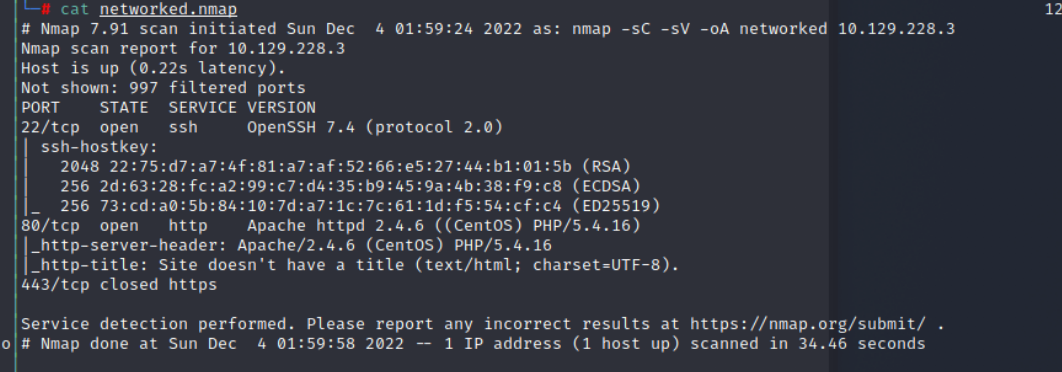 └─# cat networked.nmap
12
# Nmap 7.91 scan initiated Sun Dec  4 01:59:24 2022 as: nmap -sC -sV -oA networked 10.129.228.3
Nmap scan report for 10.129.228.3
Host is up (0.22s latency).
Not shown: 997 filtered ports
PORT    STATE  SERVICE VERSION
22/tcp  open   ssh     OpenSSH 7.4 (protocol 2.0)
| ssh-hostkey:
|   2048 22:75:d7:a7:4f:81:a7:af:52:66:e5:27:44:b1:01:5b (RSA)
|   256 2d:63:28:fc:a2:99:c7:d4:35:b9:45:9a:4b:38:f9:c8 (ECDSA)
|_  256 73:cd:a0:5b:84:10:7d:a7:1c:7c:61:1d:f5:54:cf:c4 (ED25519)
80/tcp  open   http    Apache httpd 2.4.6 ((CentOS) PHP/5.4.16)
|_http-server-header: Apache/2.4.6 (CentOS) PHP/5.4.16
|_http-title: Site doesn't have a title (text/html; charset=UTF-8).
443/tcp closed https
Service detection performed. Please report any incorrect results at https://nmap.org/submit/ .
o # Nmap done at Sun Dec  4 01:59:58 2022 -- 1 IP address (1 host up) scanned in 34.46 seconds